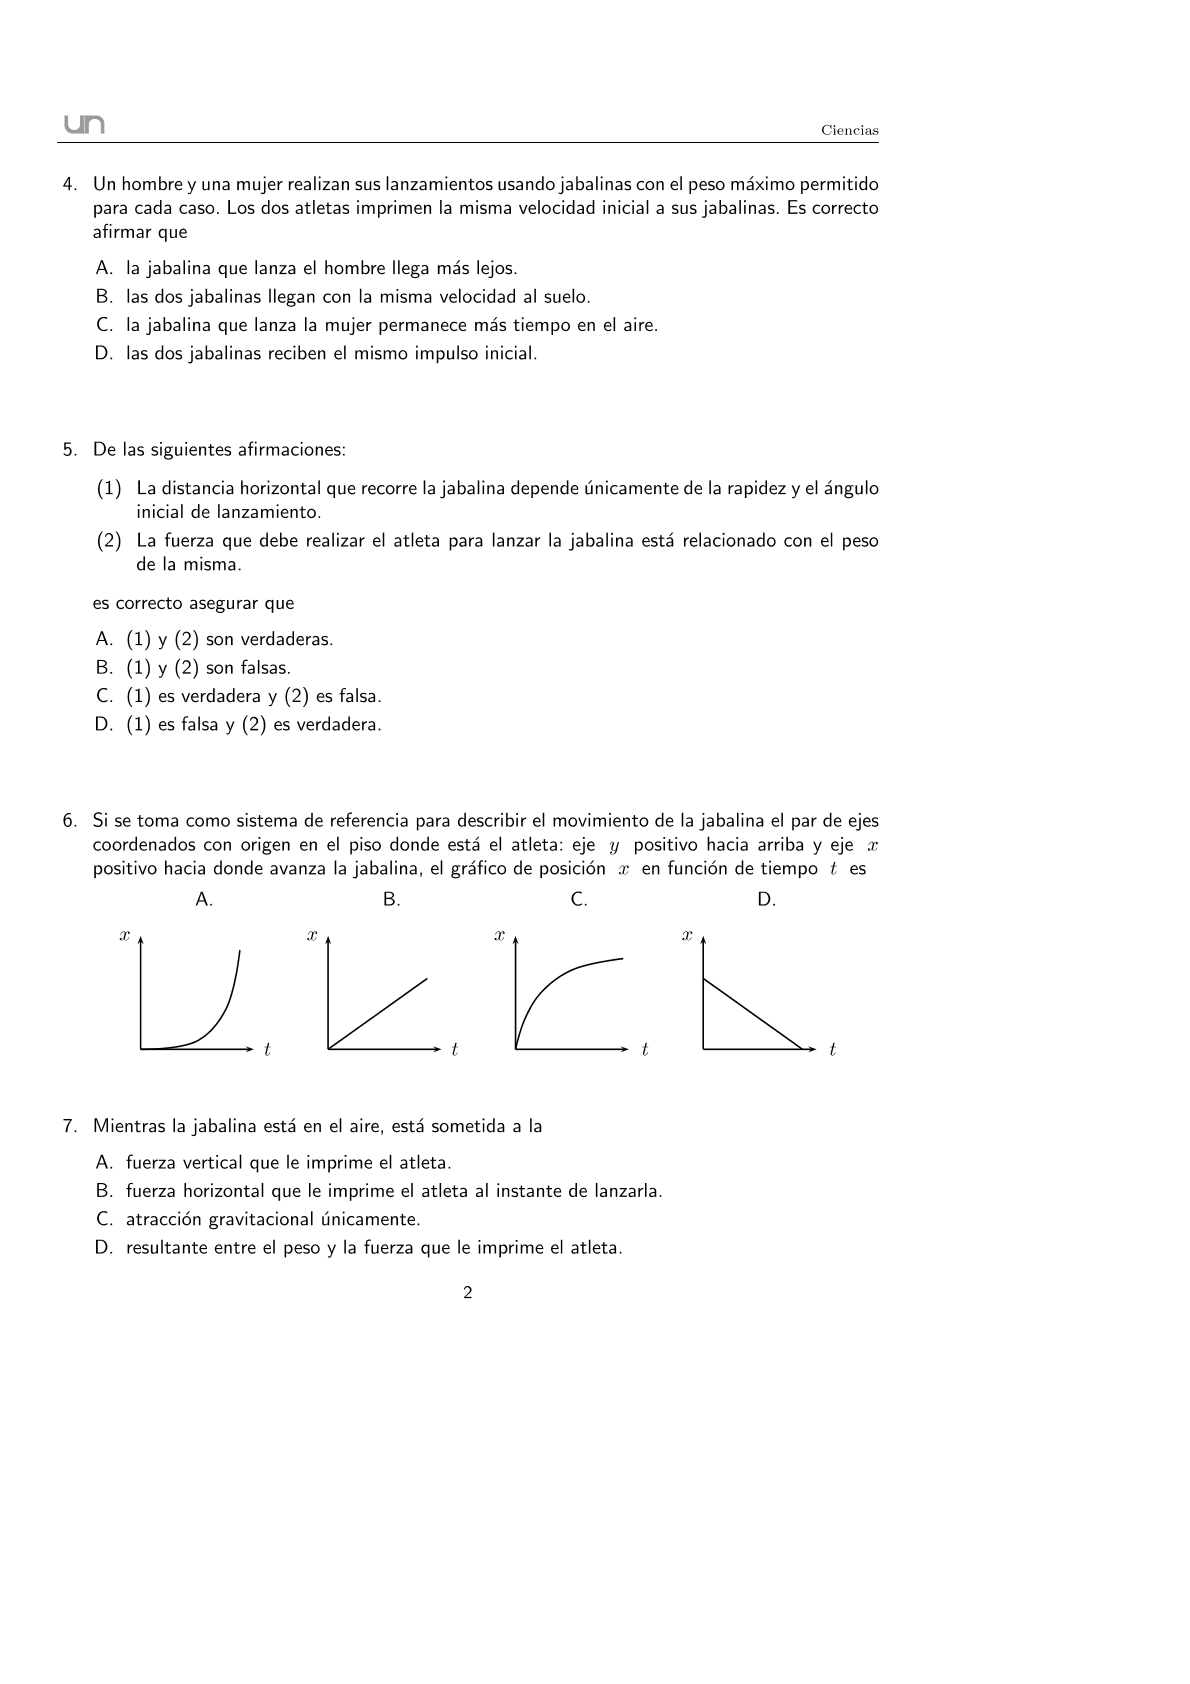 un
Ciencias
4. Un hombre y una mujer realizan sus lanzamientos usando jabalinas con el peso máximo permitido
para cada caso. Los dos atletas imprimen la misma velocidad inicial a sus jabalinas. Es correcto
afirmar que
A. la jabalina que lanza el hombre llega más lejos.
B. las dos jabalinas llegan con la misma velocidad al suelo.
C. la jabalina que lanza la mujer permanece más tiempo en el aire.
D. las dos jabalinas reciben el mismo impulso inicial.
5. De las siguientes afirmaciones:
(1) La distancia horizontal que recorre la jabalina depende únicamente de la rapidez y el ángulo
inicial de lanzamiento.
(2) La fuerza que debe realizar el atleta para lanzar la jabalina está relacionado con el peso
de la misma.
es correcto asegurar que
A. (1) y (2) son verdaderas.
B. (1) y (2) son falsas.
C. (1) es verdadera y (2) es falsa.
D. (1) es falsa y (2) es verdadera.
6. Si se toma como sistema de referencia para describir el movimiento de la jabalina el par de ejes
coordenados con origen en el piso donde está el atleta: eje y positivo hacia arriba y eje x
positivo hacia donde avanza la jabalina, el gráfico de posición x en función de tiempo t es
A. B. C. D.
x x x x
t t t t
7. Mientras la jabalina está en el aire, está sometida a la
A. fuerza vertical que le imprime el atleta.
B. fuerza horizontal que le imprime el atleta al instante de lanzarla.
C. atracción gravitacional únicamente.
D. resultante entre el peso y la fuerza que le imprime el atleta.
2